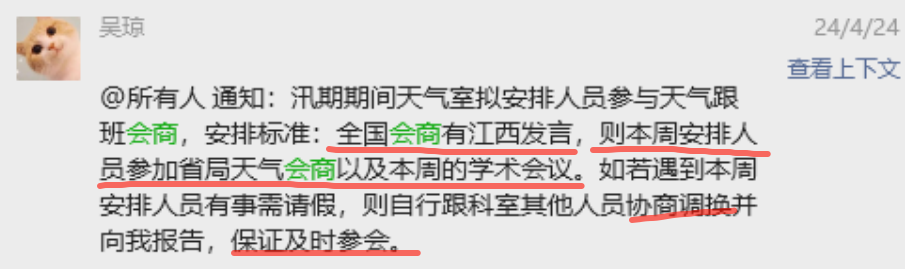 吴琼
24/4/24
查看上下文
@所有人 通知：汛期期间天气室拟安排人员参与天气跟
班会商，安排标准：全国会商有江西发言，则本周安排人
员参加省局天气会商以及本周的学术会议。如若遇到本周
安排人员有事需请假，则自行跟科室其他人员协商调换并
向我报告，保证及时参会。